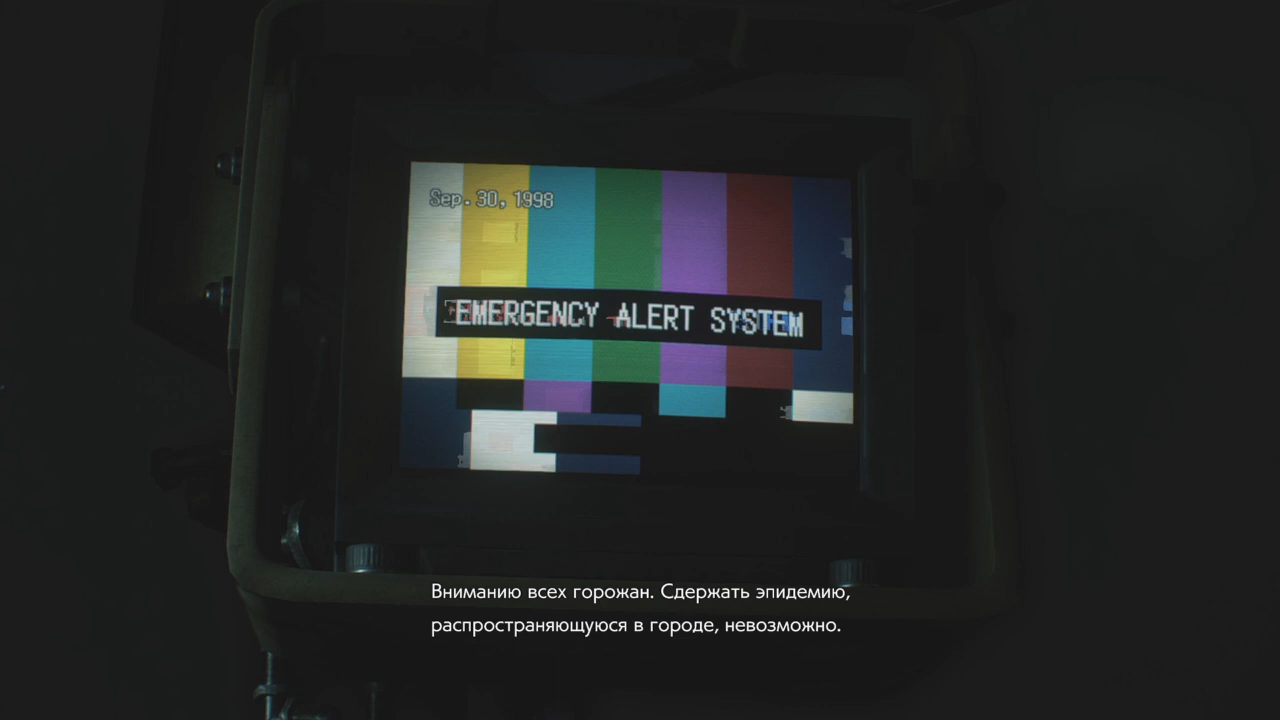 Sep. 30, 1998
EMERGENCY ALERT SYSTEM
Вниманию всех горожан. Сдержать эпидемию,
распространяющуюся в городе, невозможно.